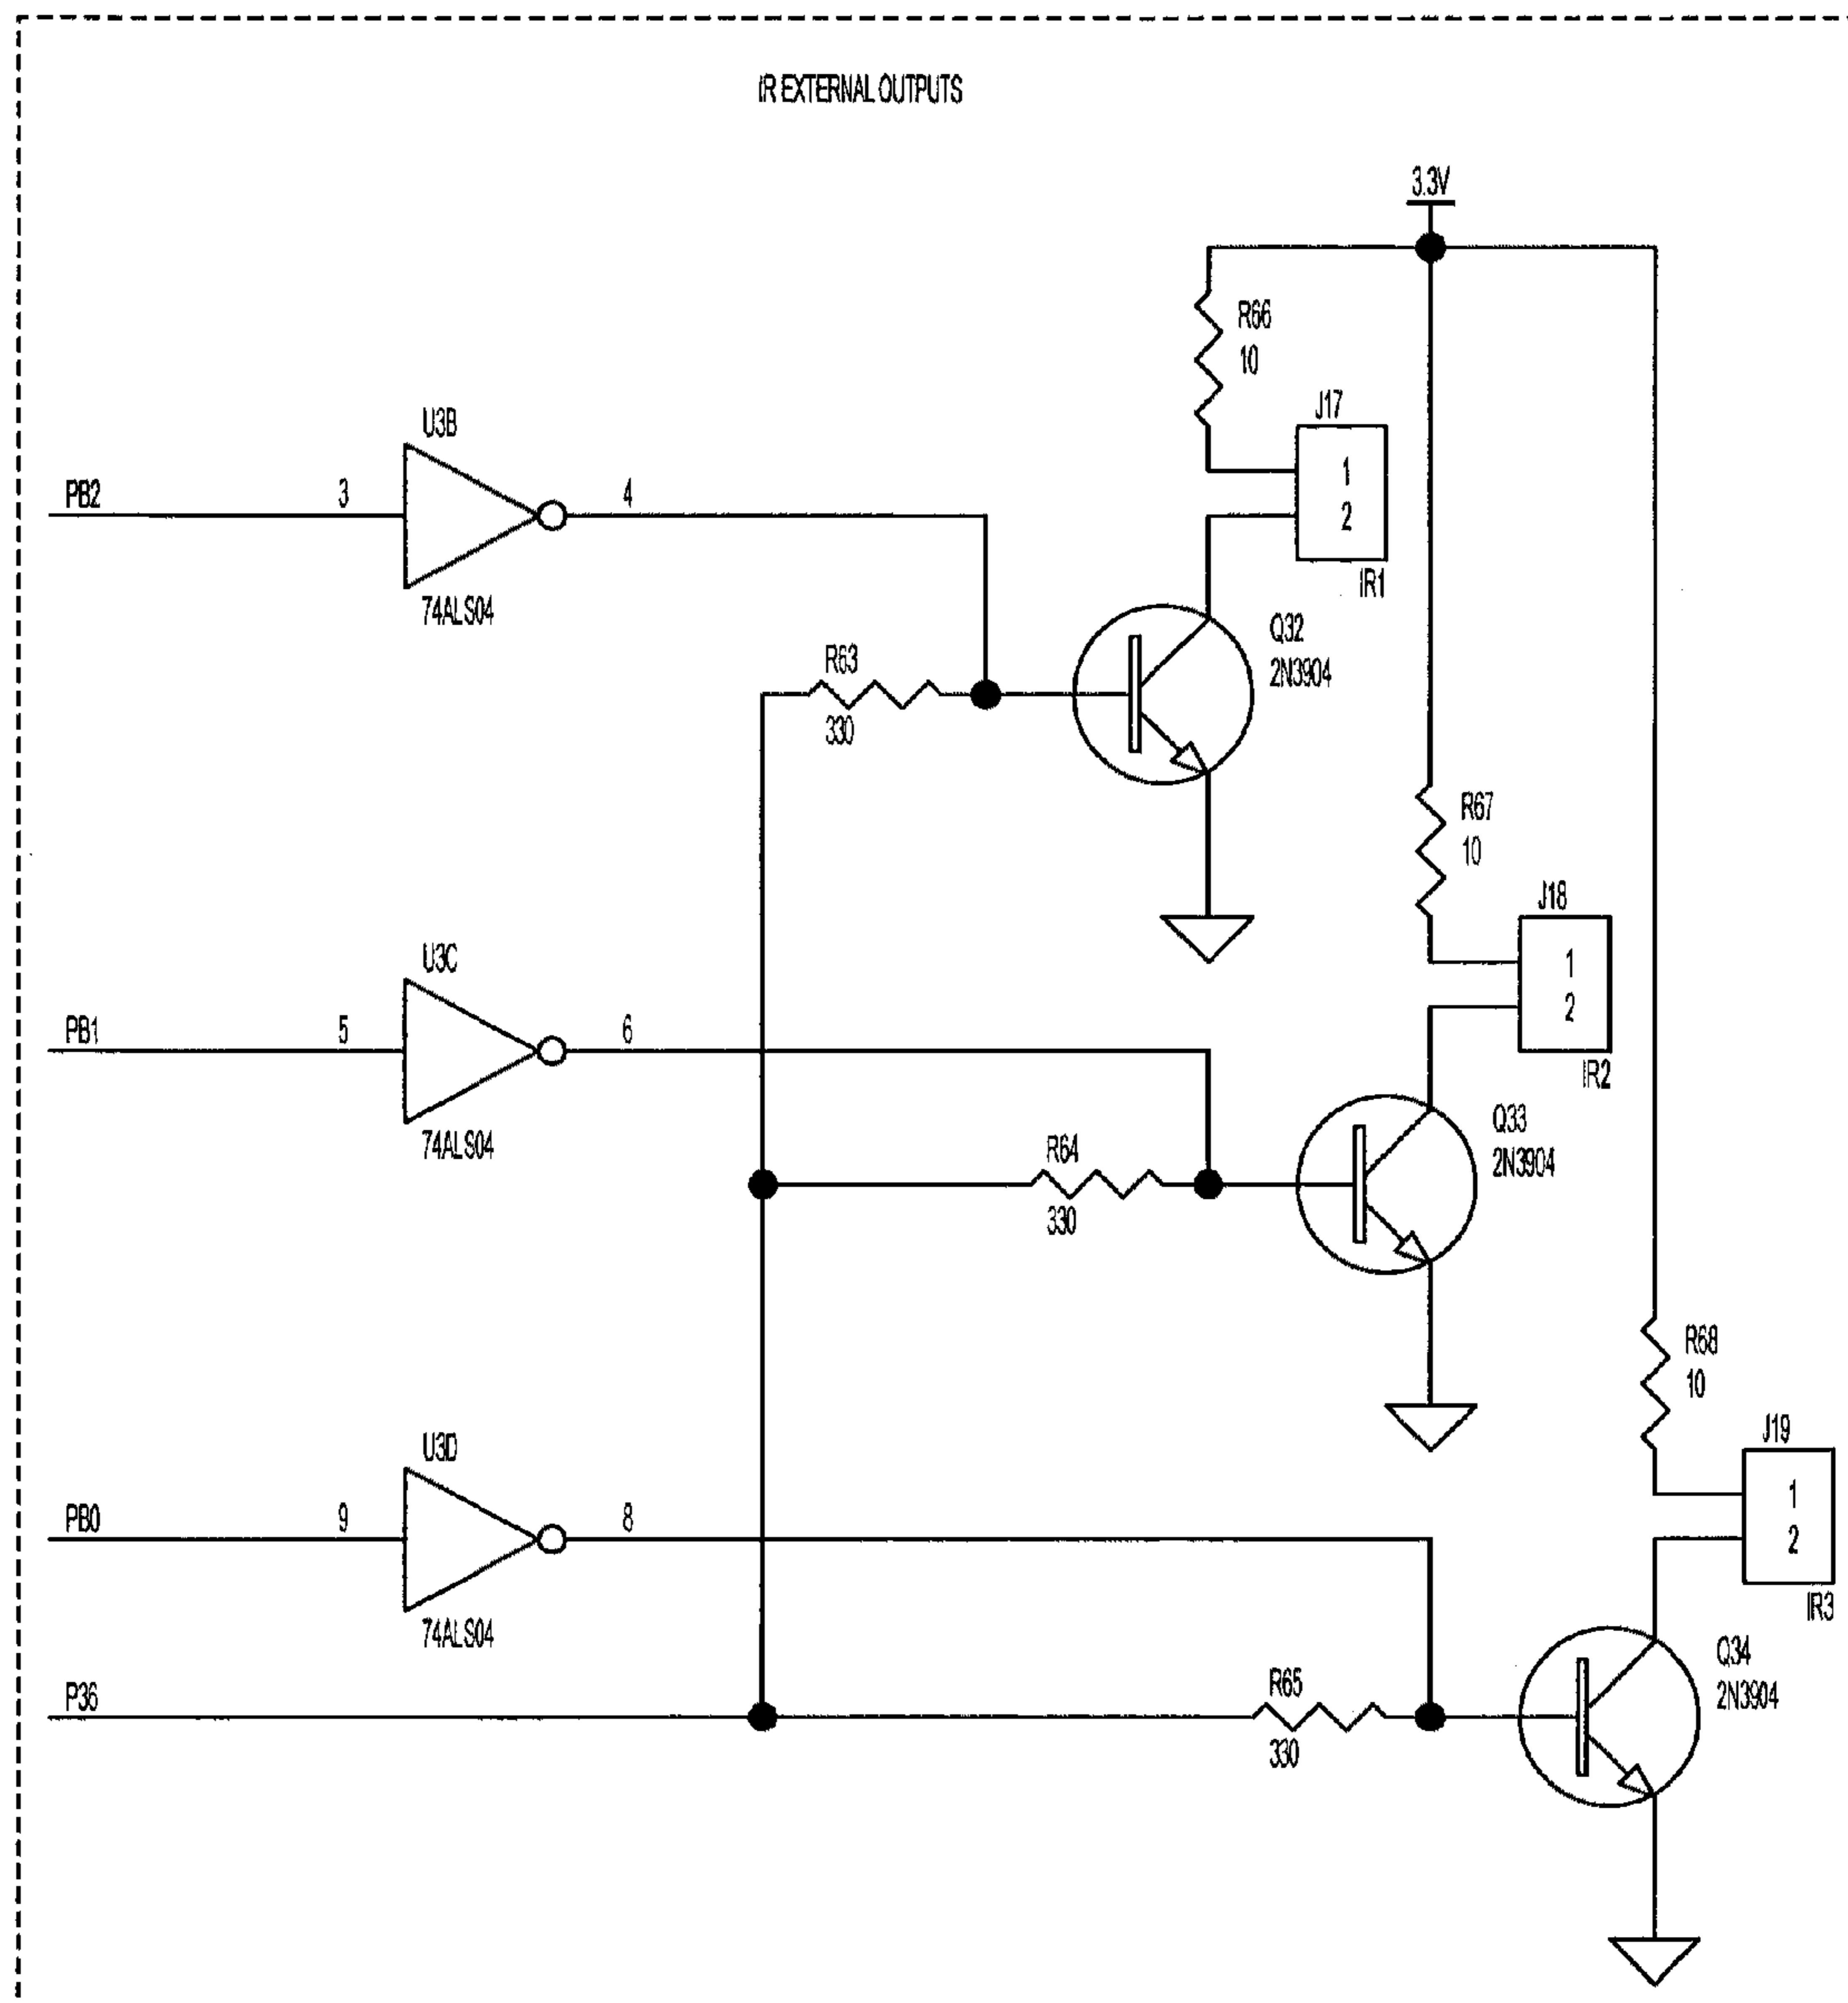 IR EXTERNAL OUTPUTS
3.3V
R66
10
J17
1
2
IR1
U3B
PB2
3
4
74ALS04
Q32
2N3904
R63
330
R67
10
J18
1
2
IR2
U3C
PB1
5
6
74ALS04
Q33
2N3904
R64
330
R68
10
J19
1
2
IR3
U3D
PB0
9
8
74ALS04
Q34
2N3904
P36
R65
330